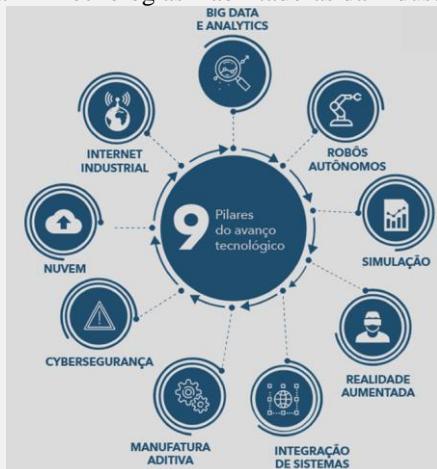 BIG DATA
E ANALYTICS
ROBÔS
AUTÔNOMOS
SIMULAÇÃO
REALIDADE
AUMENTADA
INTEGRAÇÃO
DE SISTEMAS
MANUFATURA
ADITIVA
CYBERSEGURANÇA
NUVEM
INTERNET
INDUSTRIAL
9 Pilares
do avanço
tecnológico